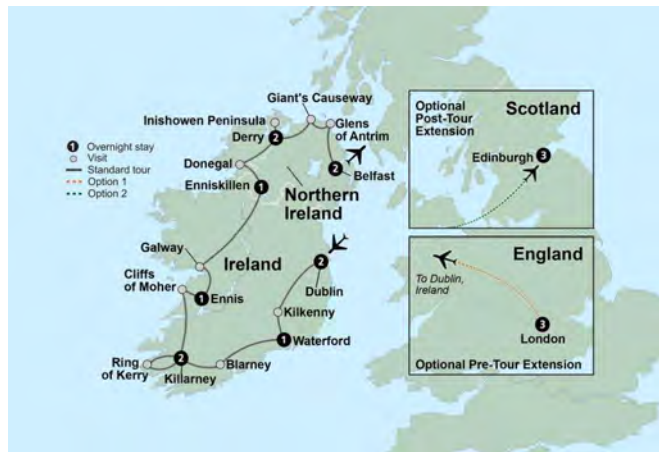 Giant's Causeway
Inishowen Peninsula
Glens
of Antrim
Derry
2
1 Overnight stay
Visit
Standard tour
Option 1
Option 2
Donegal
2
Belfast
Enniskillen
1
Northern
Ireland
Galway
Ireland
2
Dublin
Cliffs
of Moher
1
Ennis
Kilkenny
1
Waterford
Ring
of Kerry
2
Killarney
Blarney
Optional
Post-Tour
Extension
Scotland
Edinburgh
3
England
To Dublin,
Ireland
3
London
Optional Pre-Tour Extension